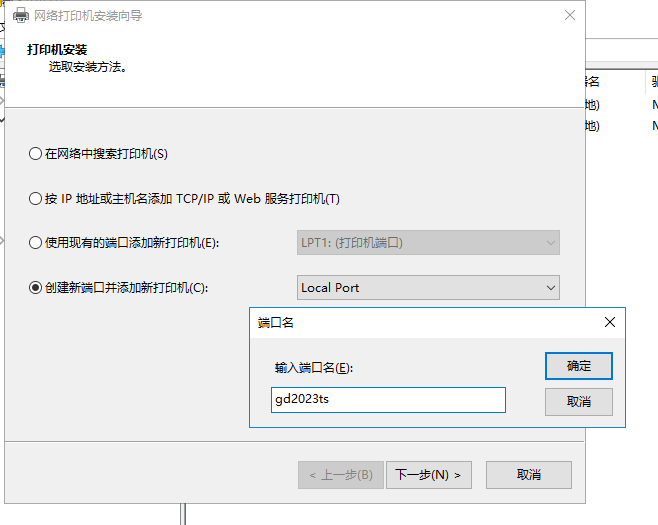 网络打印机安装向导
打印机安装
选取安装方法。
在网络中搜索打印机(S)
按 IP 地址或主机名添加 TCP/IP 或 Web 服务打印机(T)
使用现有的端口添加新打印机(E):
LPT1: (打印机端口)
创建新端口并添加新打印机(C):
Local Port
端口名
输入端口名(E):
确定
gd2023ts
取消
< 上一步(B)
下一步(N) >
取消
名
地)
地)